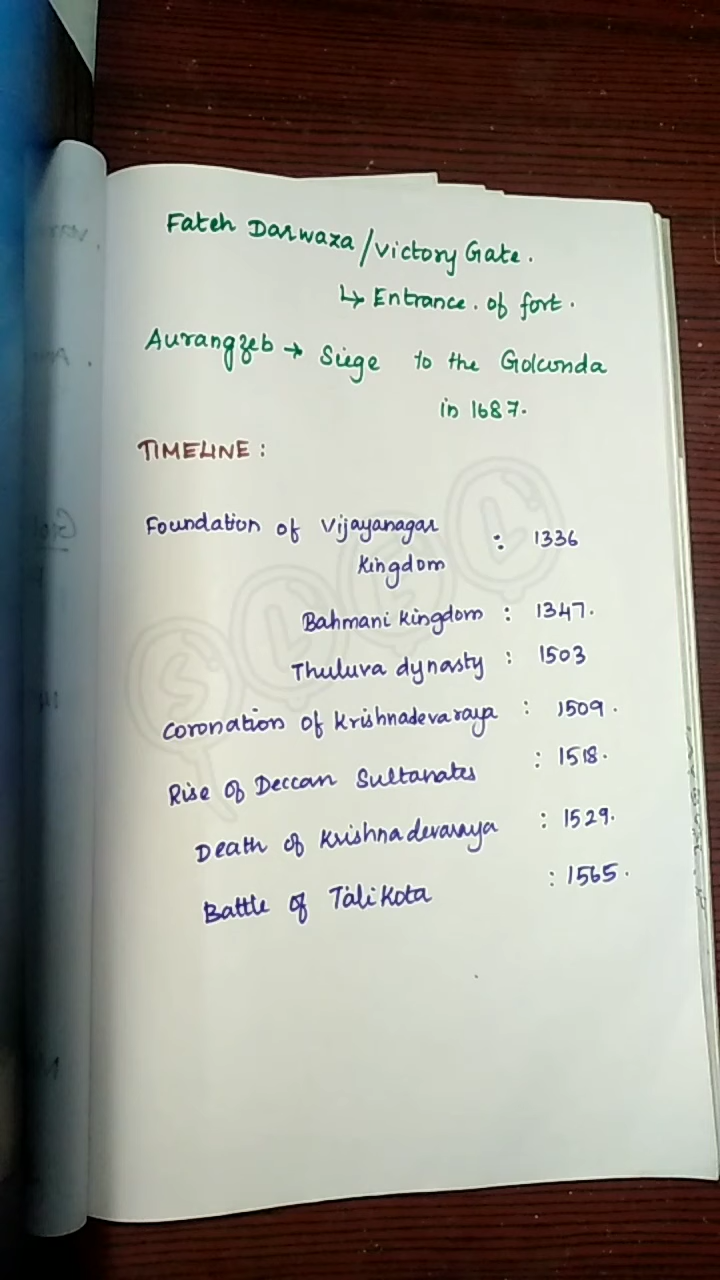 Fateh Darwaza/Victory Gate.
↳ Entrance. of fort.
Aurangzeb → Siege to the Golconda
in 1687.
TIMELINE:
Foundation of Vijayanagar : 1336
Kingdom
Bahmani kingdom : 1347.
Thuluva dynasty : 1503
Coronation of Krishnadevaraya : 1509.
Rise of Deccan Sultanates : 1518.
Death of Krishnadevaraya : 1529.
Battle of Talikota : 1565.